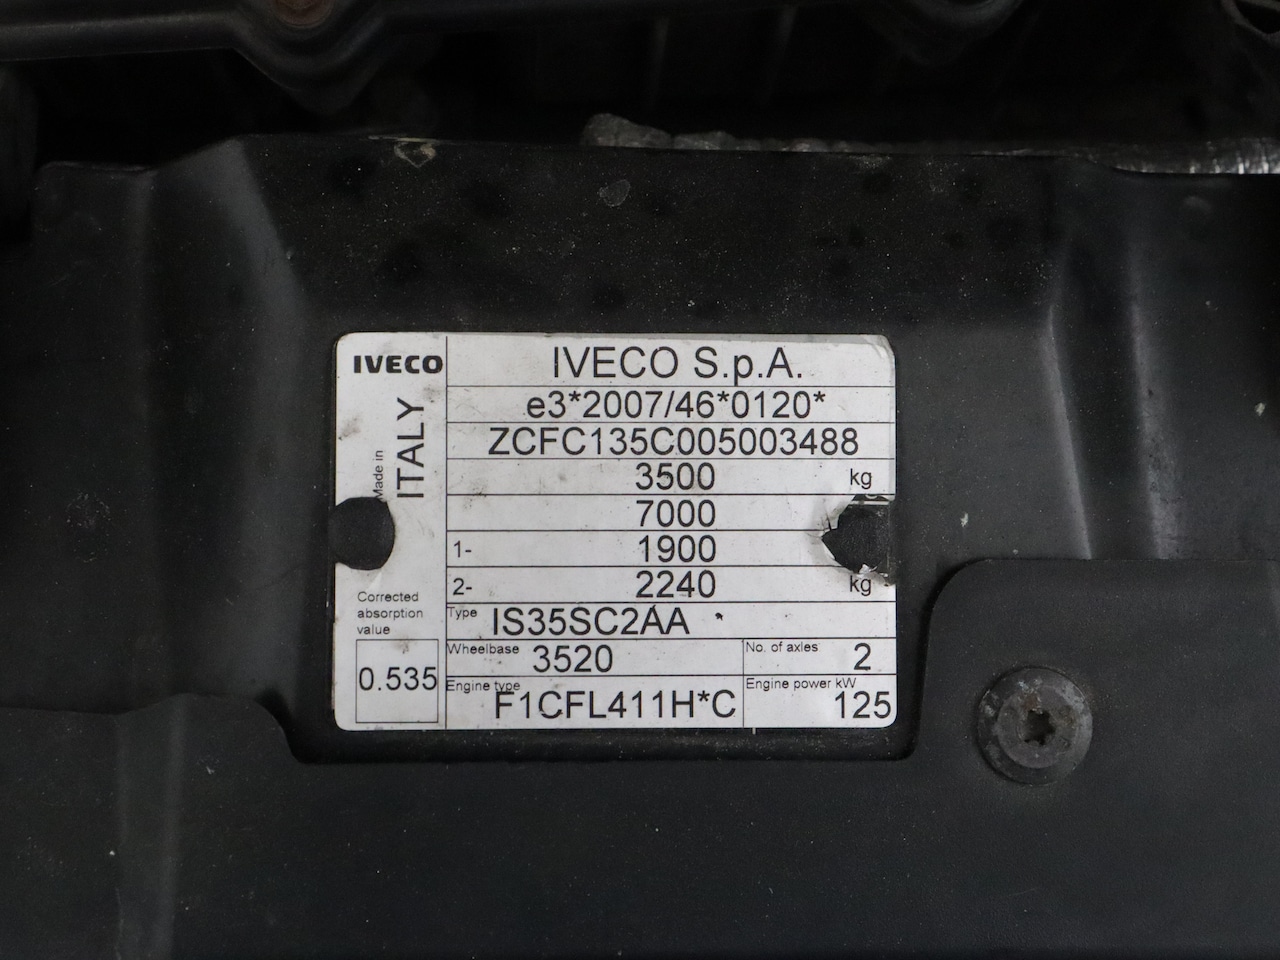 IVECO
IVECO S.p.A.
e3*2007/46*0120*
ZCFC135C005003488
3500 kg
7000
1- 1900
2- 2240 kg
Made in
ITALY
Corrected
absorption
value
0.535
Type IS35SC2AA *
Wheelbase 3520
No. of axles 2
Engine type F1CFL411H*C
Engine power kW 125